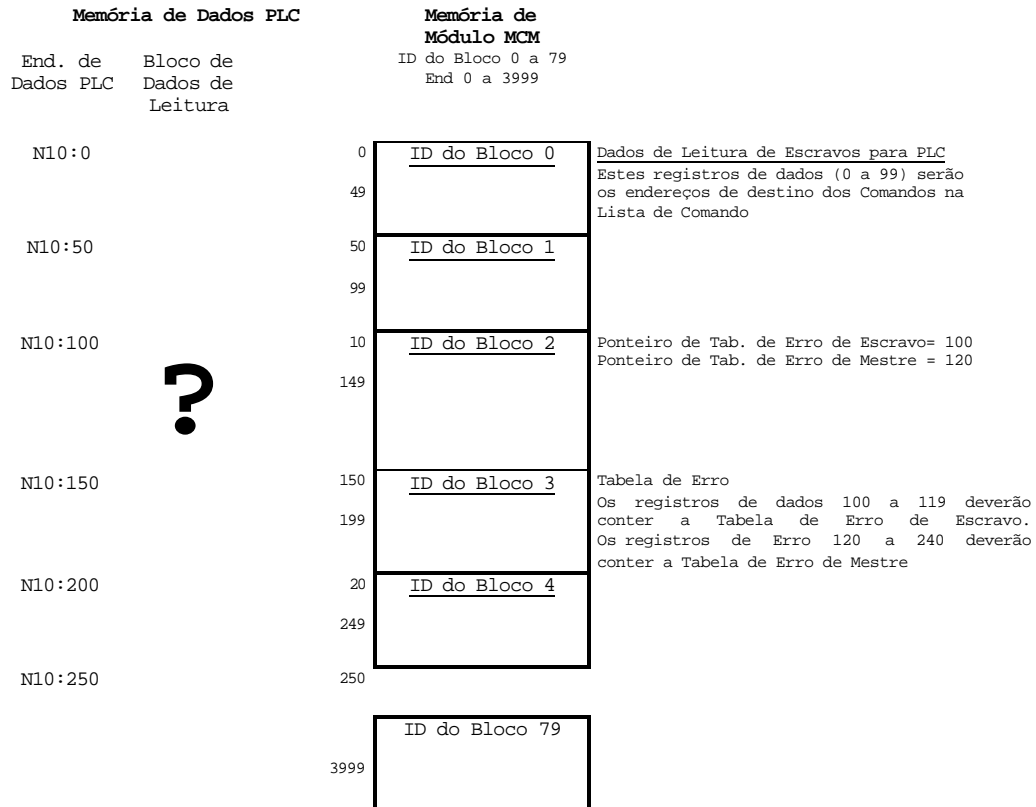 Memória de Dados PLC
Memória de
Módulo MCM
ID do Bloco 0 a 79
End 0 a 3999
End. de
Dados PLC
Bloco de
Dados de
Leitura
N10:0
0
ID do Bloco 0
Dados de Leitura de Escravos para PLC
Estes registros de dados (0 a 99) serão
49
os endereços de destino dos Comandos na
Lista de Comando
N10:50
50
ID do Bloco 1
99
N10:100
10
ID do Bloco 2
Ponteiro de Tab. de Erro de Escravo= 100
Ponteiro de Tab. de Erro de Mestre = 120
?
149
N10:150
150
ID do Bloco 3
Tabela de Erro
Os registros de dados 100 a 119 deverão
199
conter a Tabela de Erro de Escravo.
Os registros de Erro 120 a 240 deverão
conter a Tabela de Erro de Mestre
N10:200
20
ID do Bloco 4
249
N10:250
250
ID do Bloco 79
3999